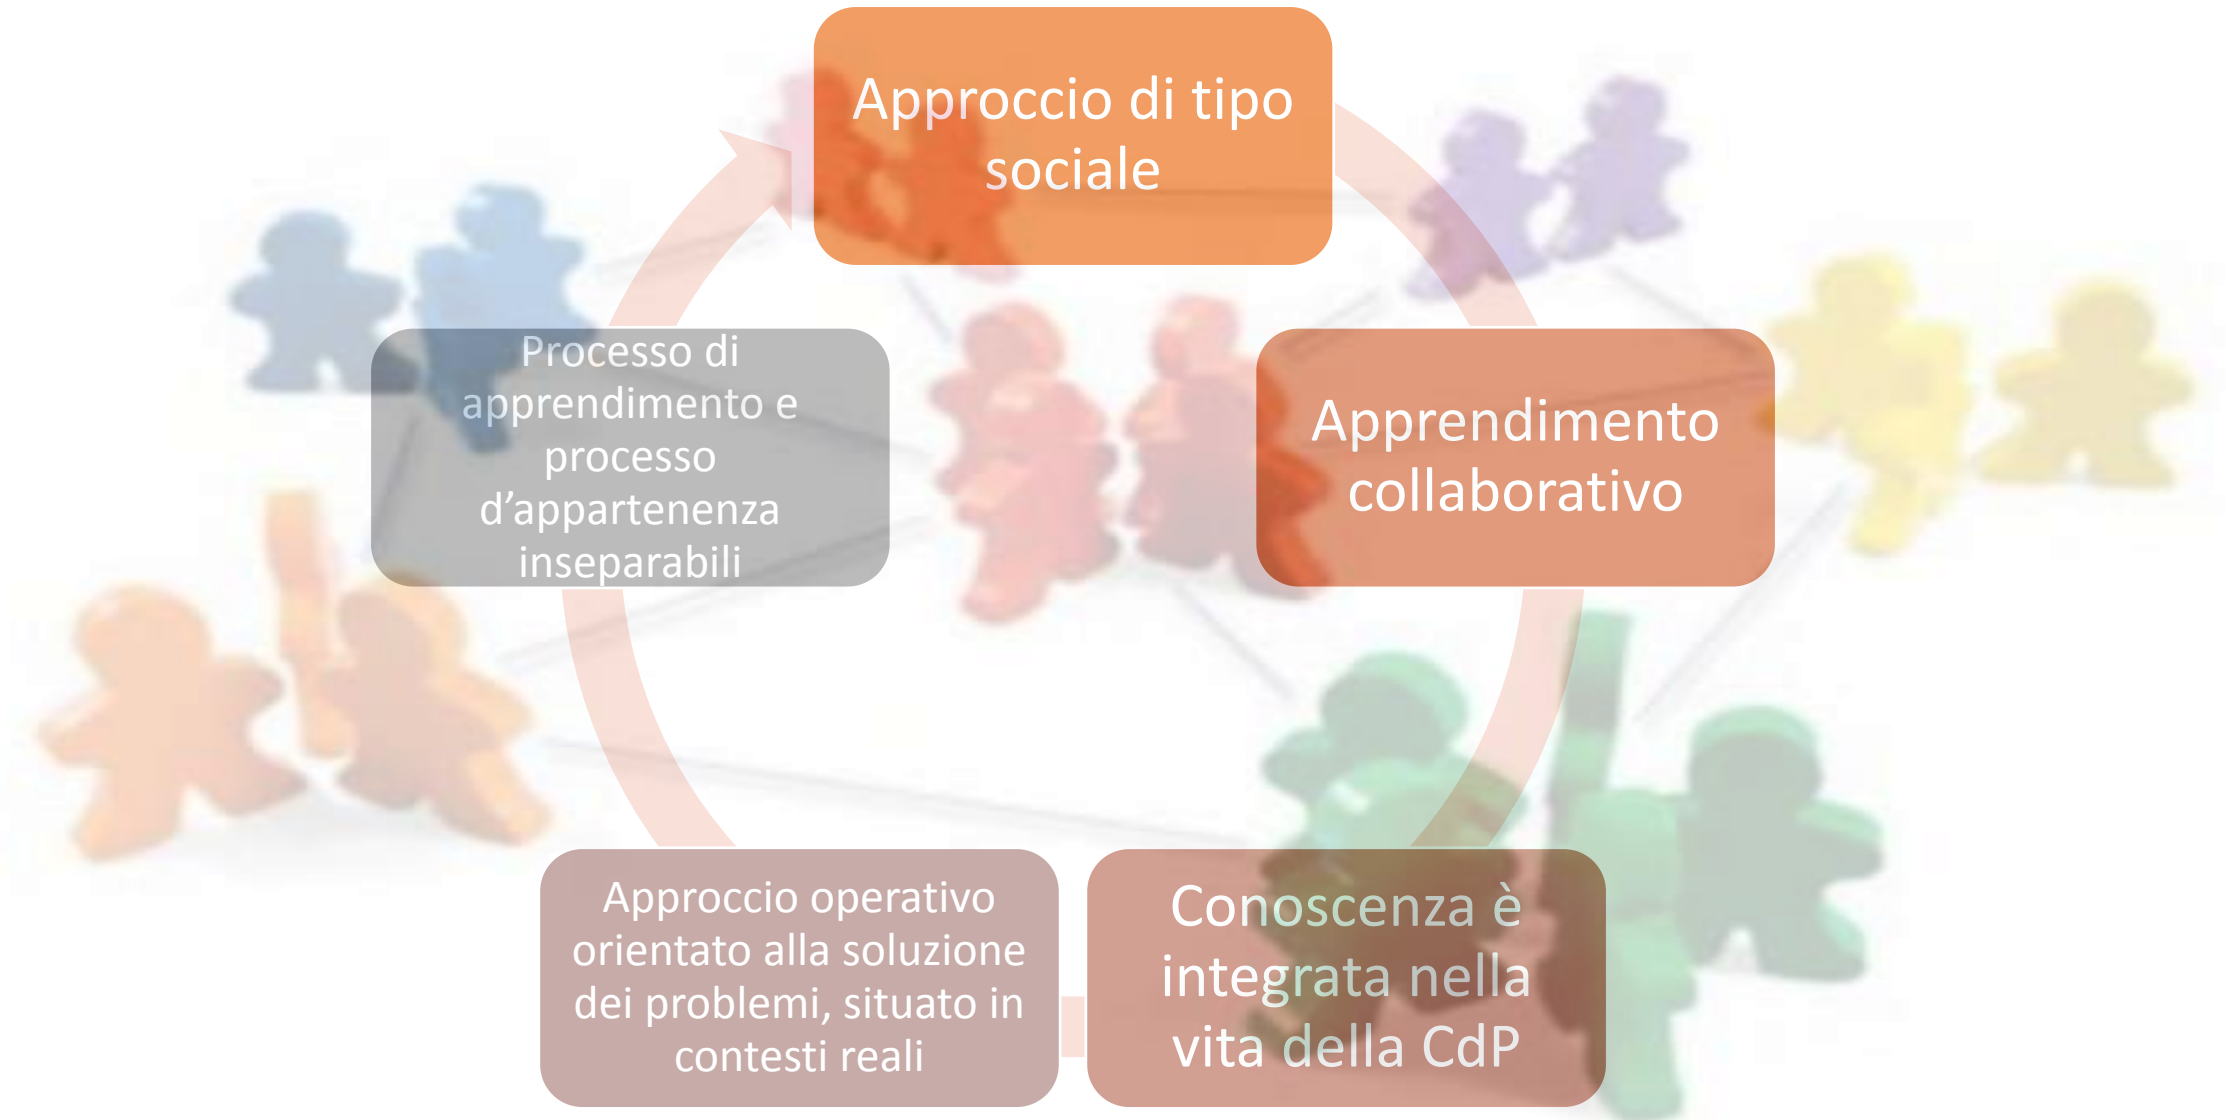 Approccio di tipo
sociale
Apprendimento
collaborativo
Conoscenza è
integrata nella
vita della CdP
Approccio operativo
orientato alla soluzione
dei problemi, situato in
contesti reali
Processo di
apprendimento e
processo
d’appartenenza
inseparabili